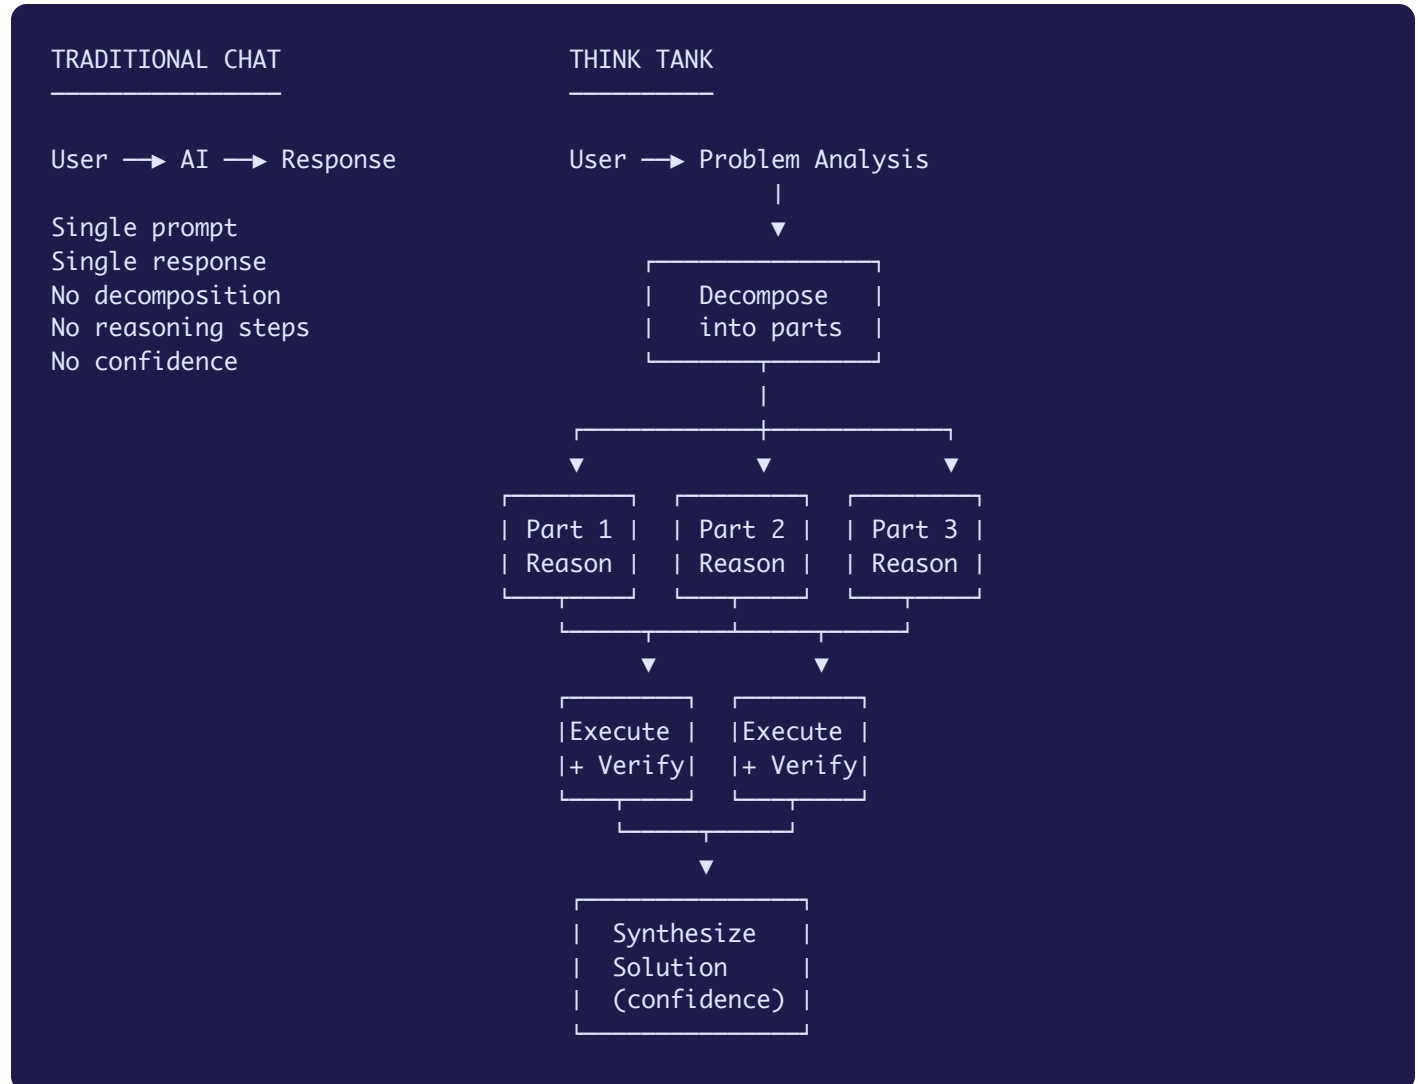 TRADITIONAL CHAT
THINK TANK
User ──▶ AI ──▶ Response
User ──▶ Problem Analysis
Single prompt
Single response
No decomposition
No reasoning steps
No confidence
Decompose
into parts
Part 1
Reason
Part 2
Reason
Part 3
Reason
Execute
+ Verify
Execute
+ Verify
Synthesize
Solution
(confidence)